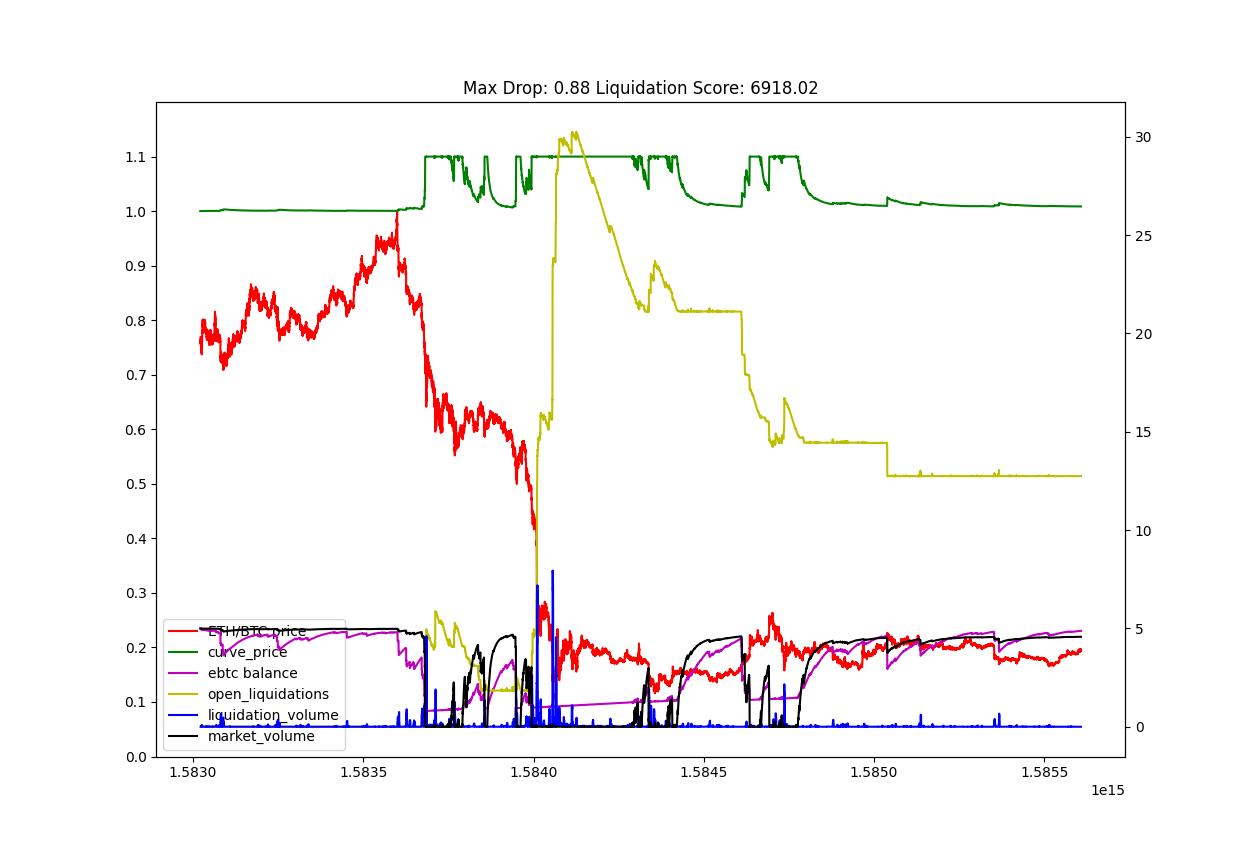 Max Drop: 0.88 Liquidation Score: 6918.02
1.1
1.0
0.9
0.8
0.7
0.6
0.5
0.4
0.3
0.2
0.1
0.0
30
25
20
15
10
5
0
ETH/BTC price
curve_price
ebtc balance
open_liquidations
liquidation_volume
market_volume
1.5830 1.5835 1.5840 1.5845 1.5850 1.5855
1e15